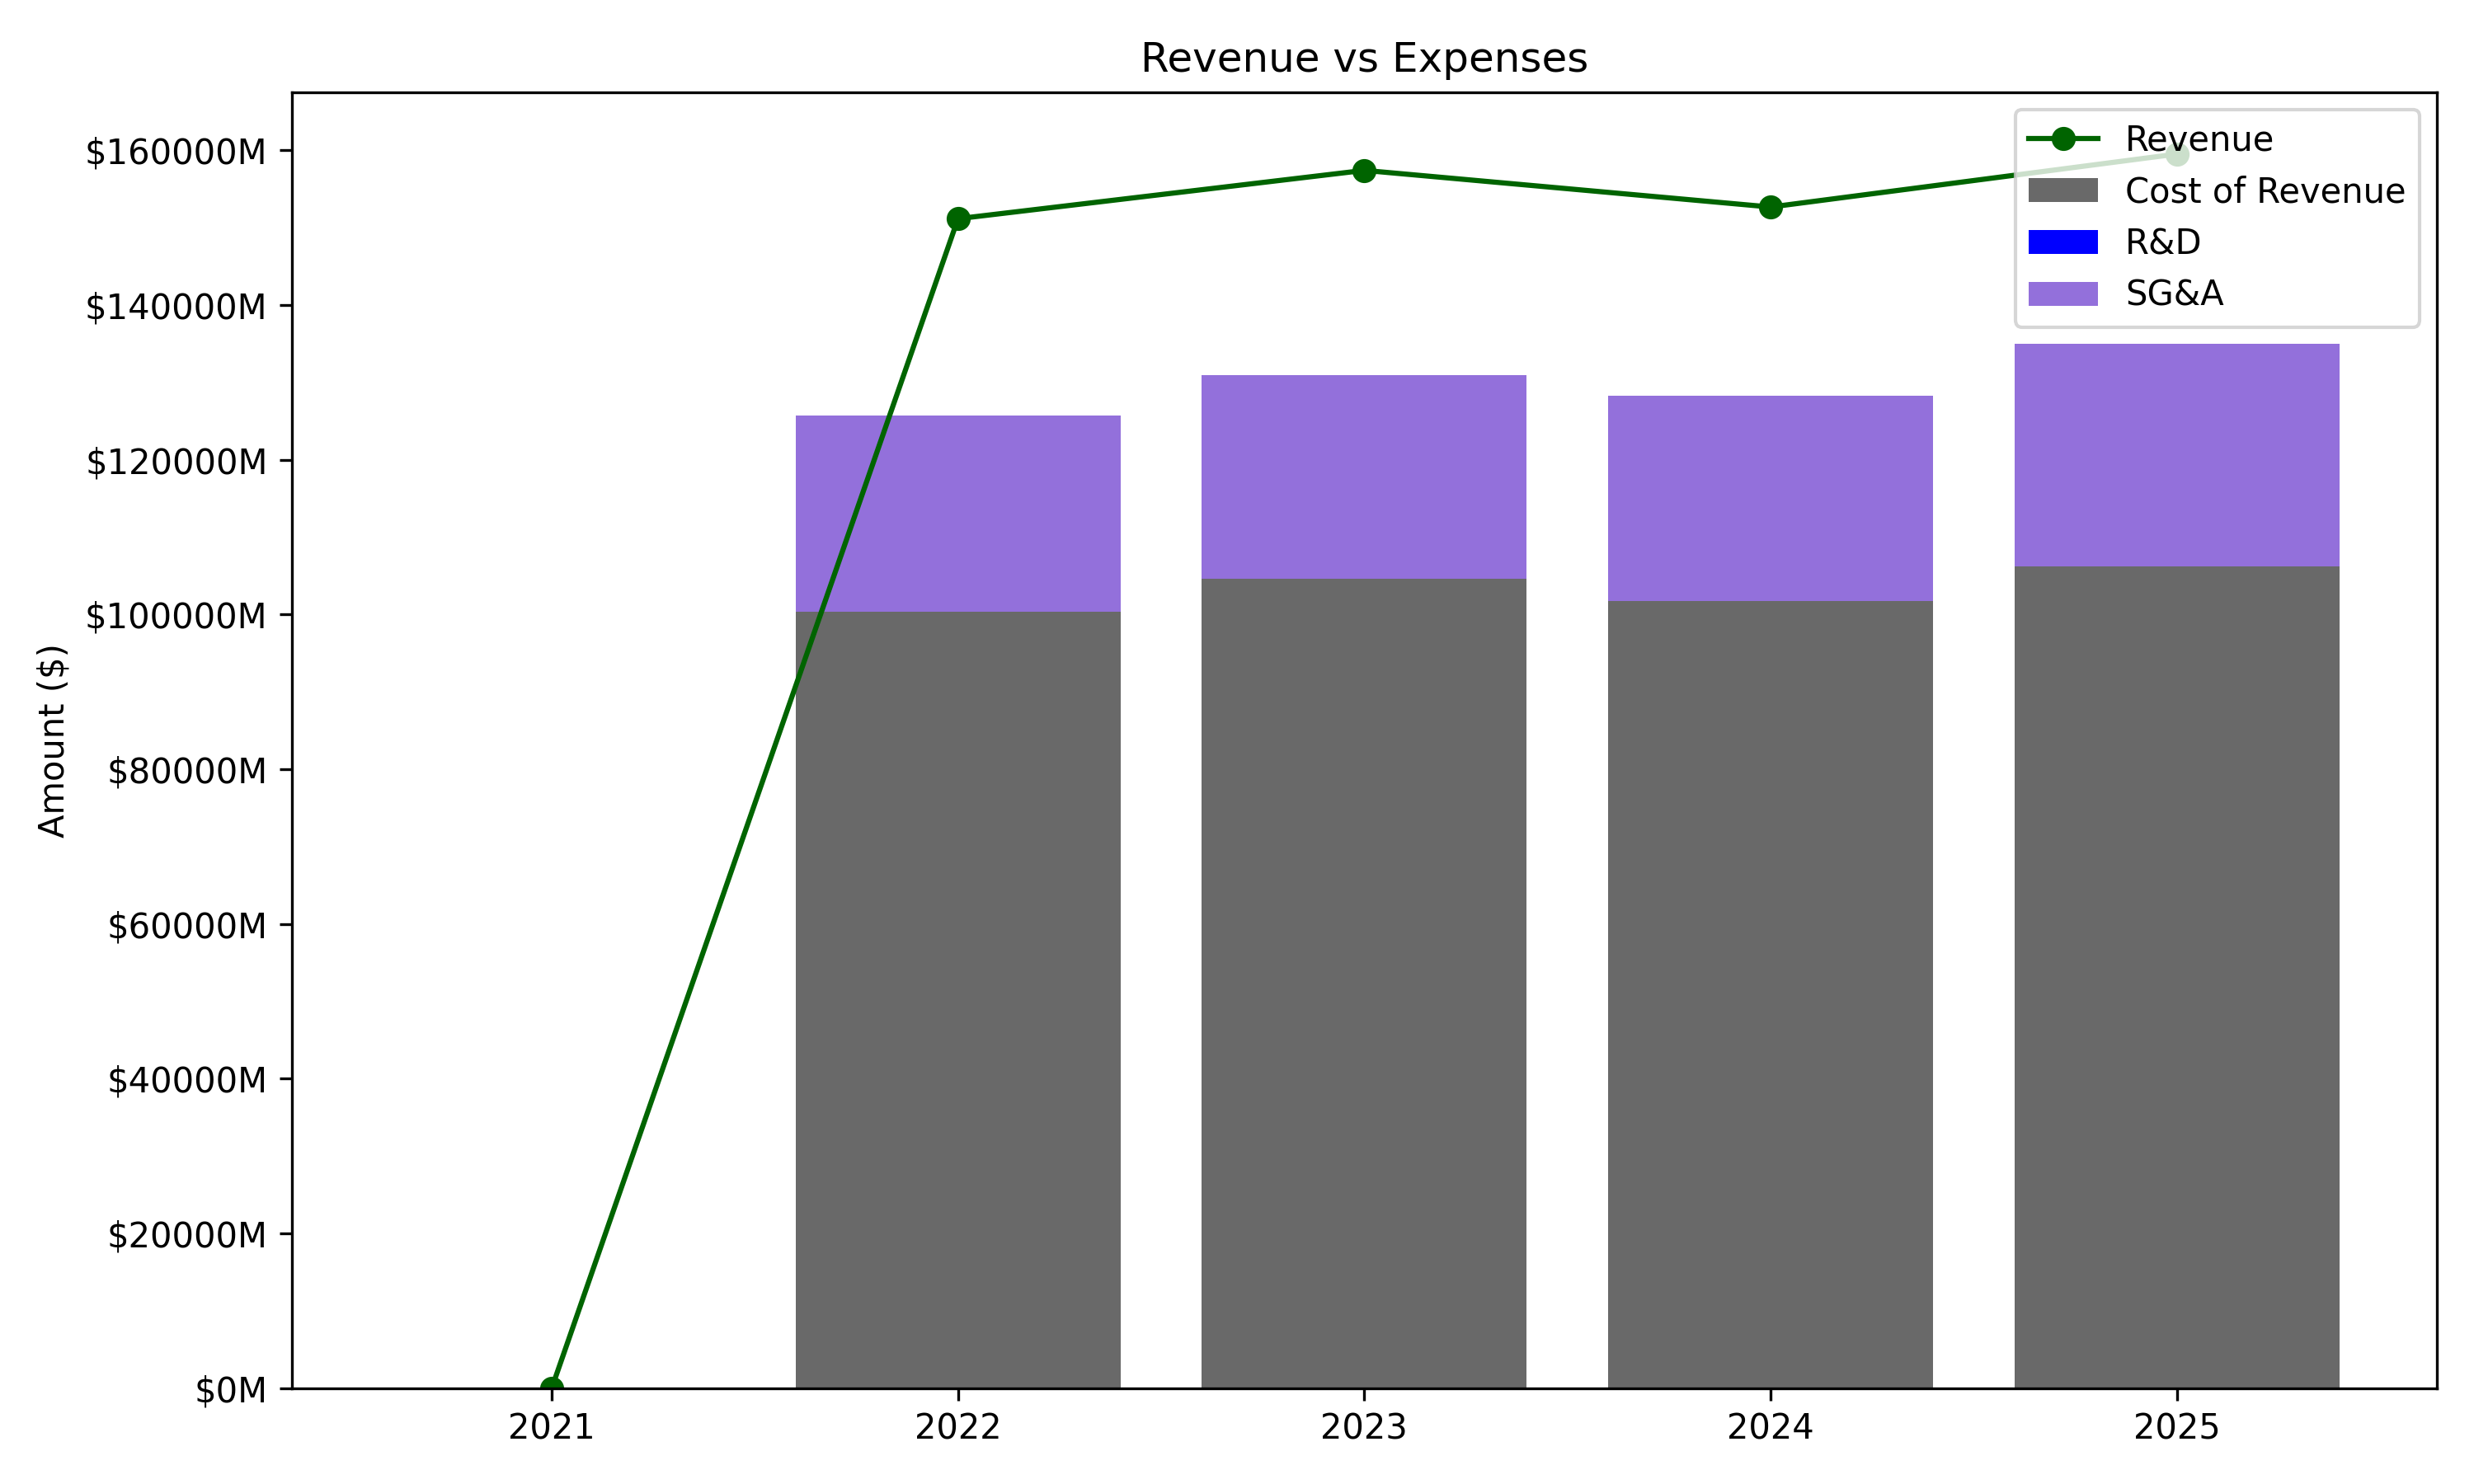 Revenue vs Expenses
$160000M
$140000M
$120000M
$100000M
$80000M
$60000M
$40000M
$20000M
$0M
Amount ($)
Revenue
Cost of Revenue
R&D
SG&A
2021
2022
2023
2024
2025